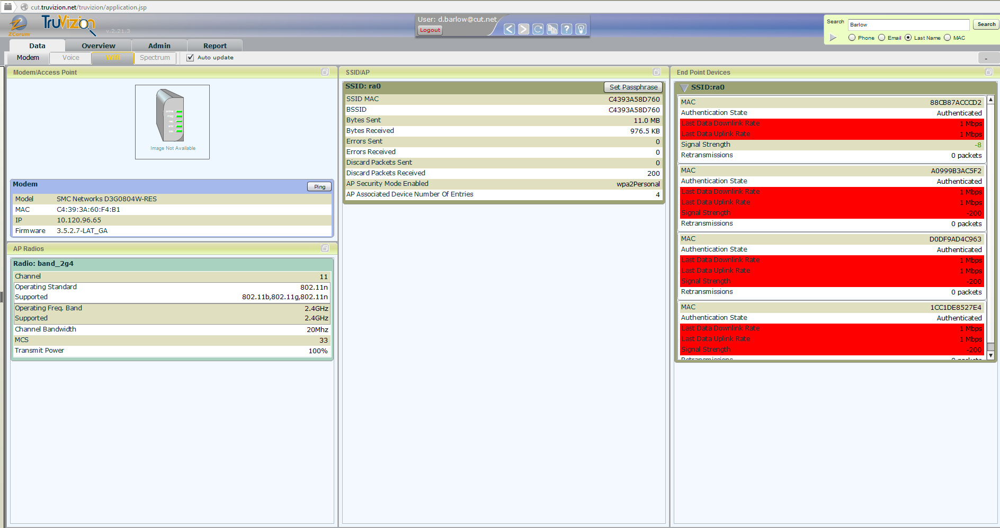 cut.truvizion.net/truvizion/application.jsp
ZCorum
TruVizion
v.2.21.3
User: d.barlow@cut.net
Logout
Search
Barlow
Search
Phone
Email
Last Name
MAC
Data
Overview
Admin
Report
Modem
Voice
Wifi
Spectrum
Auto update
-
Modem/Access Point
Image Not Available
Modem
Ping
Model SMC Networks D3G0804W-RES
MAC C4:39:3A:60:F4:B1
IP 10.120.96.65
Firmware 3.5.2.7-LAT_GA
AP Radios
Radio: band_2g4
Channel 11
Operating Standard 802.11n
Supported 802.11b,802.11g,802.11n
Operating Freq. Band 2.4GHz
Supported 2.4GHz
Channel Bandwidth 20Mhz
MCS 33
Transmit Power 100%
SSID/AP
SSID: ra0
Set Passphrase
SSID MAC C4393A58D760
BSSID C4393A58D760
Bytes Sent 11.0 MB
Bytes Received 976.5 KB
Errors Sent 0
Errors Received 0
Discard Packets Sent 0
Discard Packets Received 200
AP Security Mode Enabled wpa2Personal
AP Associated Device Number Of Entries 4
End Point Devices
SSID:ra0
MAC 88CB87ACCCD2
Authentication State Authenticated
Last Data Downlink Rate 1 Mbps
Last Data Uplink Rate 1 Mbps
Signal Strength -8
Retransmissions 0 packets
MAC A0999B3AC5F2
Authentication State Authenticated
Last Data Downlink Rate 1 Mbps
Last Data Uplink Rate 1 Mbps
Signal Strength -200
Retransmissions 0 packets
MAC D0DF9AD4C963
Authentication State Authenticated
Last Data Downlink Rate 1 Mbps
Last Data Uplink Rate 1 Mbps
Signal Strength -200
Retransmissions 0 packets
MAC 1CC1DE8527E4
Authentication State Authenticated
Last Data Downlink Rate 1 Mbps
Last Data Uplink Rate 1 Mbps
Signal Strength -200
Retransmissions 0 packets